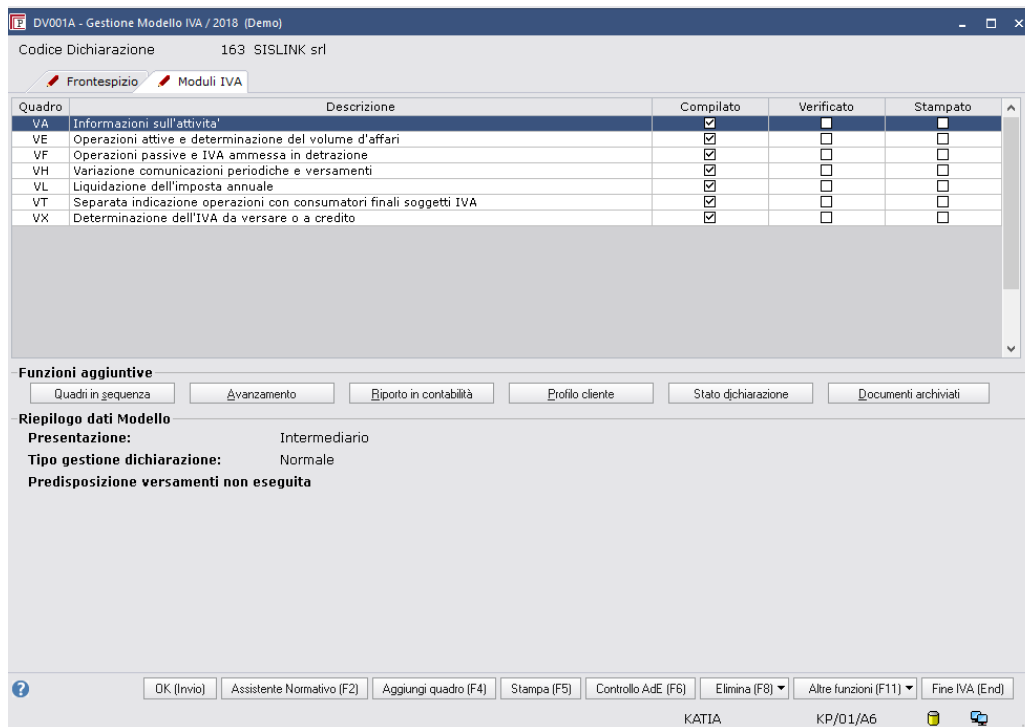 DV001A - Gestione Modello IVA / 2018 (Demo)
Codice Dichiarazione 163 SISLINK srl
Frontespizio Moduli IVA
Quadro Descrizione Compilato Verificato Stampato
VA Informazioni sull'attivita'
VE Operazioni attive e determinazione del volume d'affari
VF Operazioni passive e IVA ammessa in detrazione
VH Variazione comunicazioni periodiche e versamenti
VL Liquidazione dell'imposta annuale
VT Separata indicazione operazioni con consumatori finali soggetti IVA
VX Determinazione dell'IVA da versare o a credito
Funzioni aggiuntive
Quadri in sequenza Avanzamento Riporto in contabilità Profilo cliente Stato dichiarazione Documenti archiviati
Riepilogo dati Modello
Presentazione: Intermediario
Tipo gestione dichiarazione: Normale
Predisposizione versamenti non eseguita
OK (Invio) Assistente Normativo (F2) Aggiungi quadro (F4) Stampa (F5) Controllo AdE (F6) Elimina (F8) Altre funzioni (F11) Fine IVA (End)
KATIA KP/01/A6